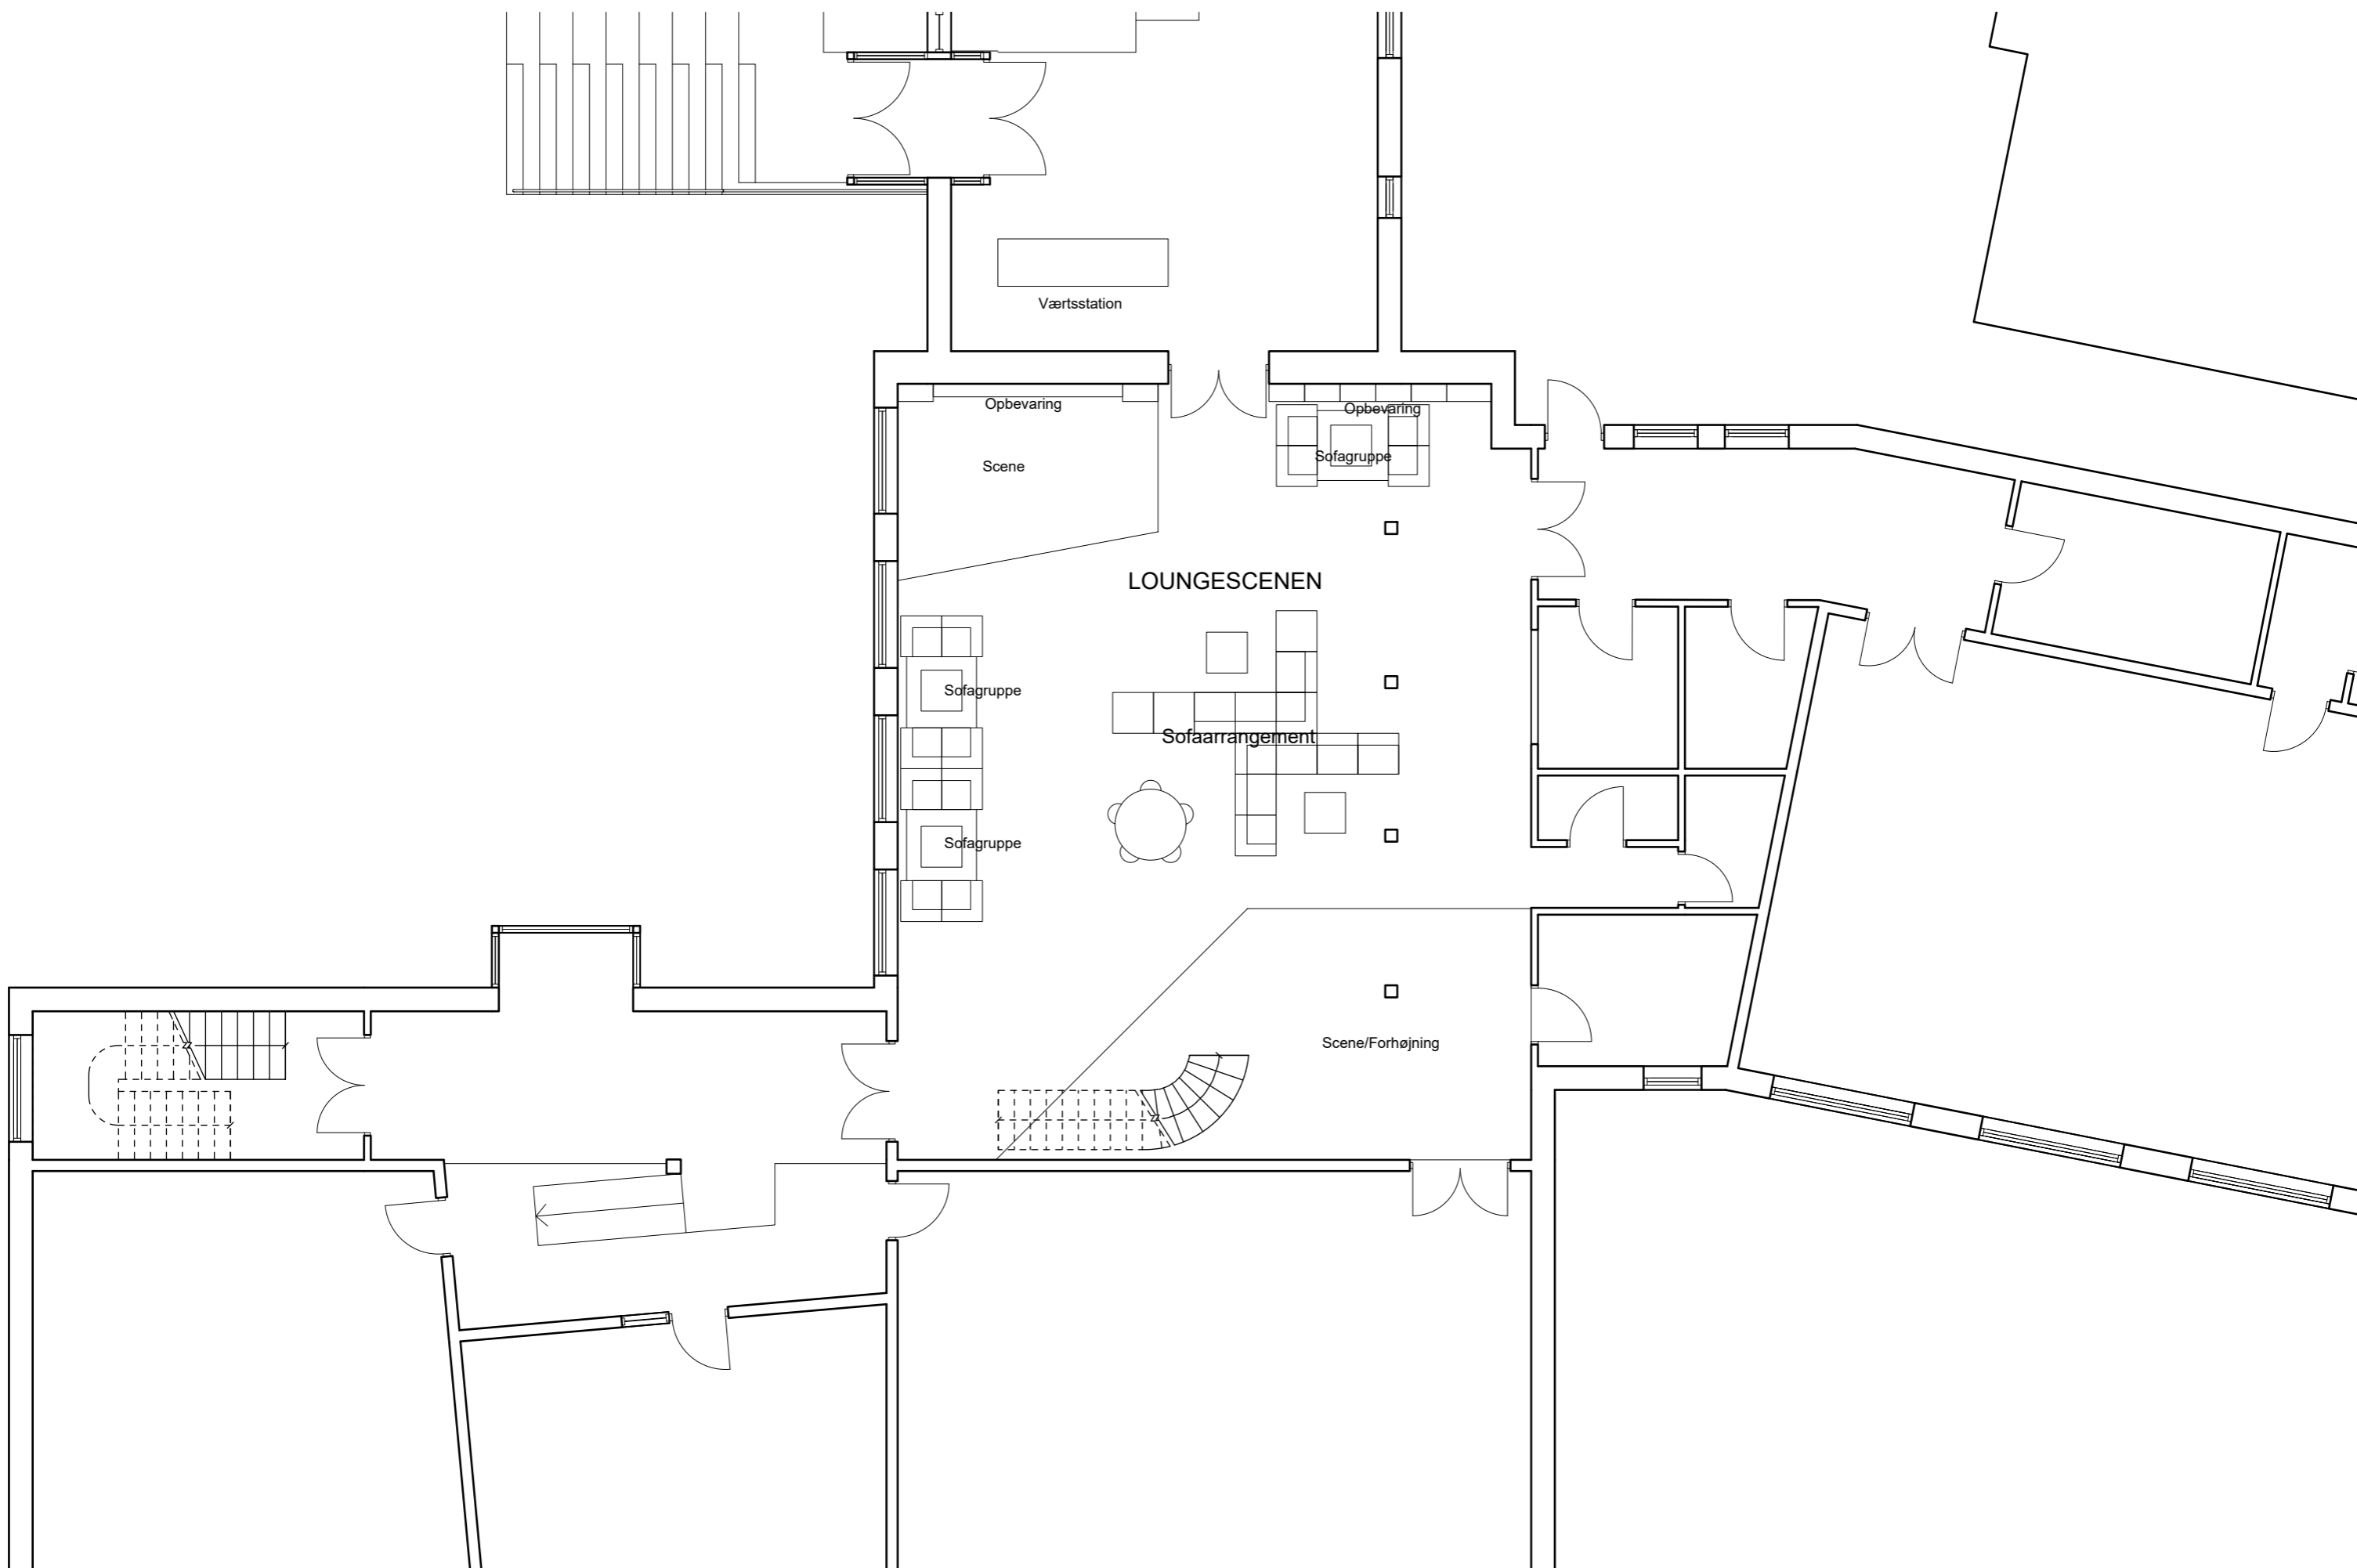 Værtsstation
Opbevaring
Opbevaring
Scene
Sofagruppe
LOUNGESCENEN
Sofagruppe
Sofaarrangement
Sofagruppe
Scene/Forhøjning